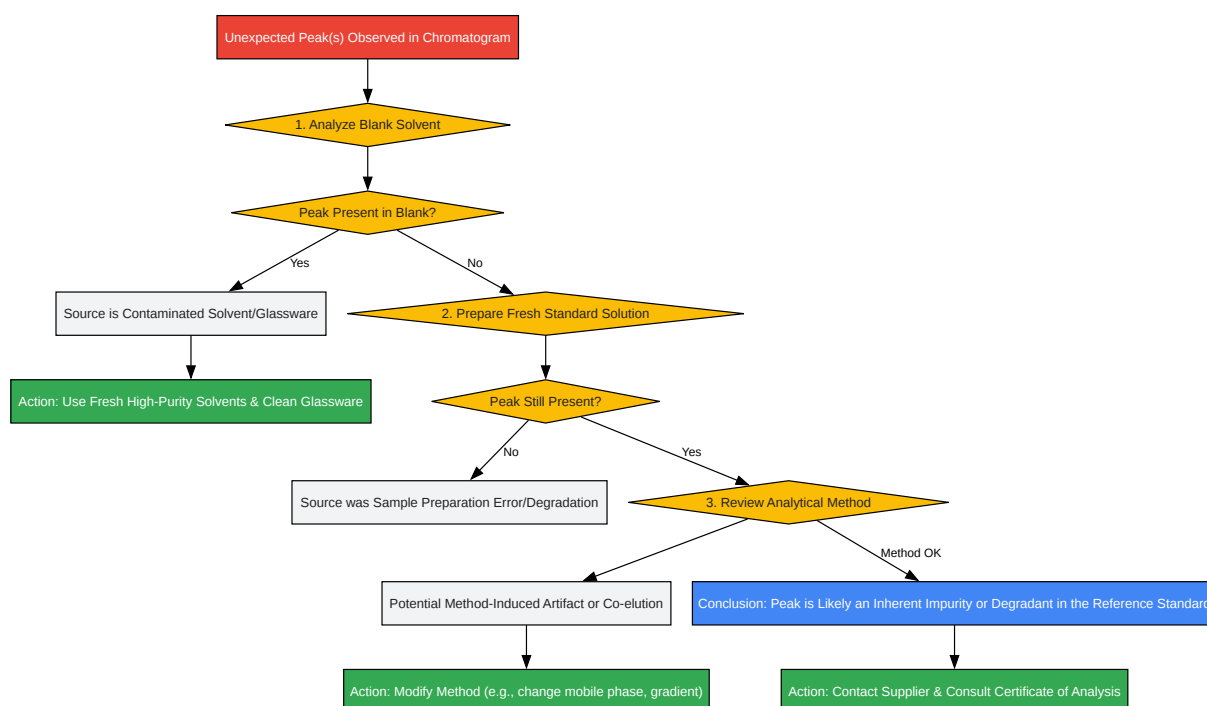 Unexpected Peak(s) Observed in Chromatogram
1. Analyze Blank Solvent
Peak Present in Blank?
Yes
No
Source is Contaminated Solvent/Glassware
2. Prepare Fresh Standard Solution
Action: Use Fresh High-Purity Solvents & Clean Glassware
Peak Still Present?
No
Yes
Source was Sample Preparation Error/Degradation
3. Review Analytical Method
Method OK
Potential Method-Induced Artifact or Co-elution
Conclusion: Peak is Likely an Inherent Impurity or Degradant in the Reference Standard
Action: Modify Method (e.g., change mobile phase, gradient)
Action: Contact Supplier & Consult Certificate of Analysis